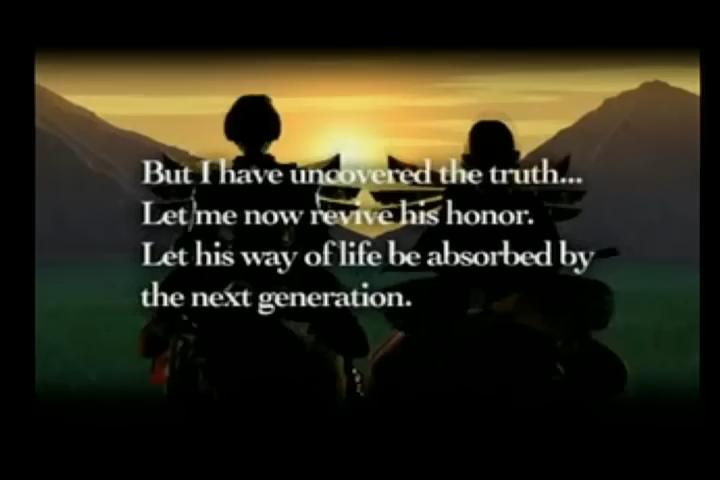 But I have uncovered the truth...
Let me now revive his honor.
Let his way of life be absorbed by
the next generation.